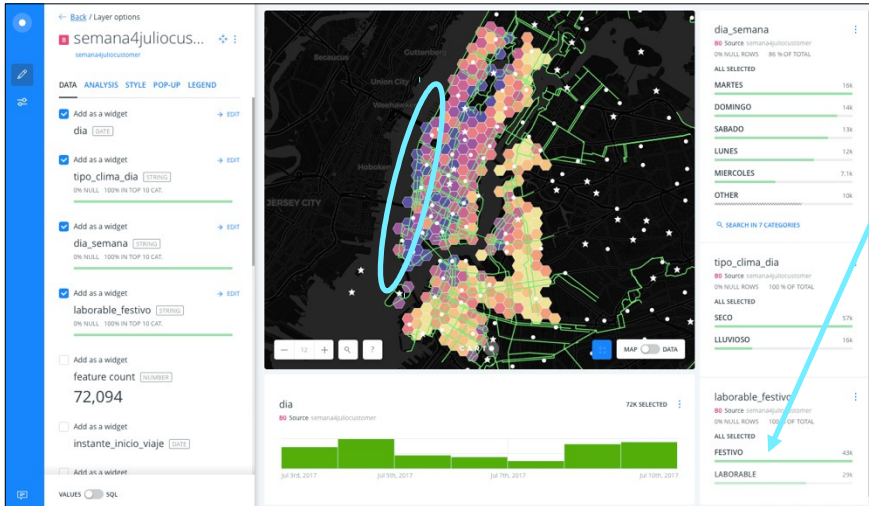 ← Back / Layer options
B semana4juliocus...
semana4juliocustomer
DATA ANALYSIS STYLE POP-UP LEGEND
Add as a widget → EDIT
dia DATE
Add as a widget → EDIT
tipo_clima_dia STRING
0% NULL 100% IN TOP 10 CAT.
Add as a widget → EDIT
dia_semana STRING
0% NULL 100% IN TOP 10 CAT.
Add as a widget → EDIT
laborable_festivo STRING
0% NULL 100% IN TOP 10 CAT.
Add as a widget
feature count NUMBER
72,094
Add as a widget
instante_inicio_viaje DATE
Add as a widget
VALUES SQL
Secaucus
Guttenberg
Union City
Weehawken
Hoboken
JERSEY CITY
CARTO
− 12 + ?
MAP DATA
dia 72K SELECTED
B0 Source semana4juliocustomer
Jul 3rd, 2017 Jul 5th, 2017 Jul 7th, 2017 Jul 10th, 2017
dia_semana
B0 Source semana4juliocustomer
0% NULL ROWS 86 % OF TOTAL
ALL SELECTED
MARTES 16k
DOMINGO 14k
SABADO 13k
LUNES 12k
MIERCOLES 7.1k
OTHER 10k
SEARCH IN 7 CATEGORIES
tipo_clima_dia
B0 Source semana4juliocustomer
0% NULL ROWS 100 % OF TOTAL
ALL SELECTED
SECO 57k
LLUVIOSO 16k
laborable_festivo
B0 Source semana4juliocustomer
0% NULL ROWS 100 % OF TOTAL
ALL SELECTED
FESTIVO 43k
LABORABLE 29k